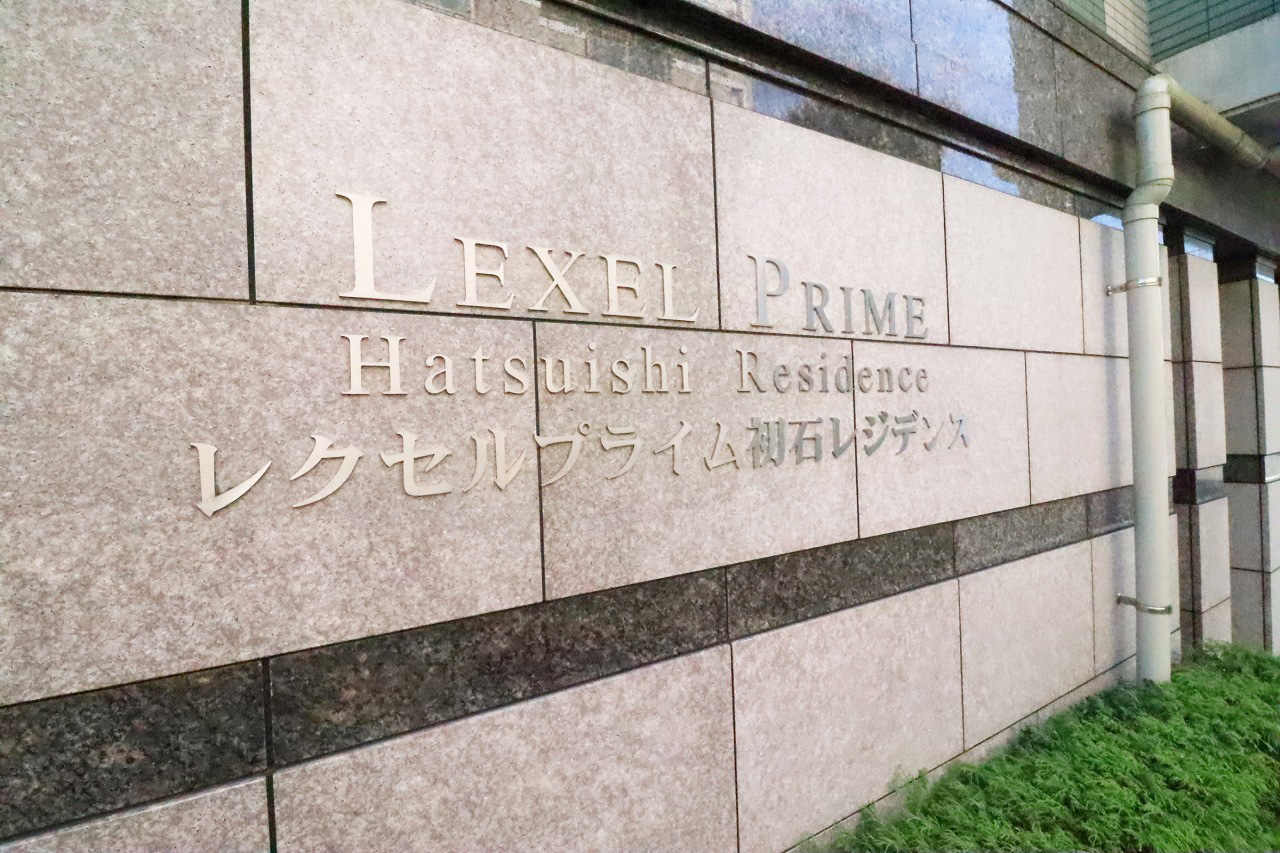 LEXEL PRIME
Hatsuishi Residence
レクセルプライム初石レジデンス